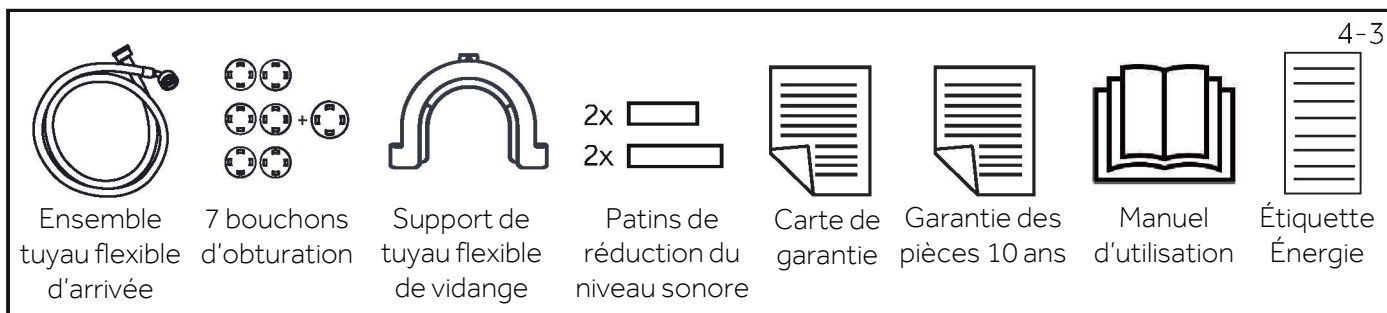 4-3
+
2x
2x
Ensemble
tuyau flexible
d'arrivée
7 bouchons
d'obturation
Support de
tuyau flexible
de vidange
Patins de
réduction du
niveau sonore
Carte de
garantie
Garantie des
pièces 10 ans
Manuel
d'utilisation
Étiquette
Énergie